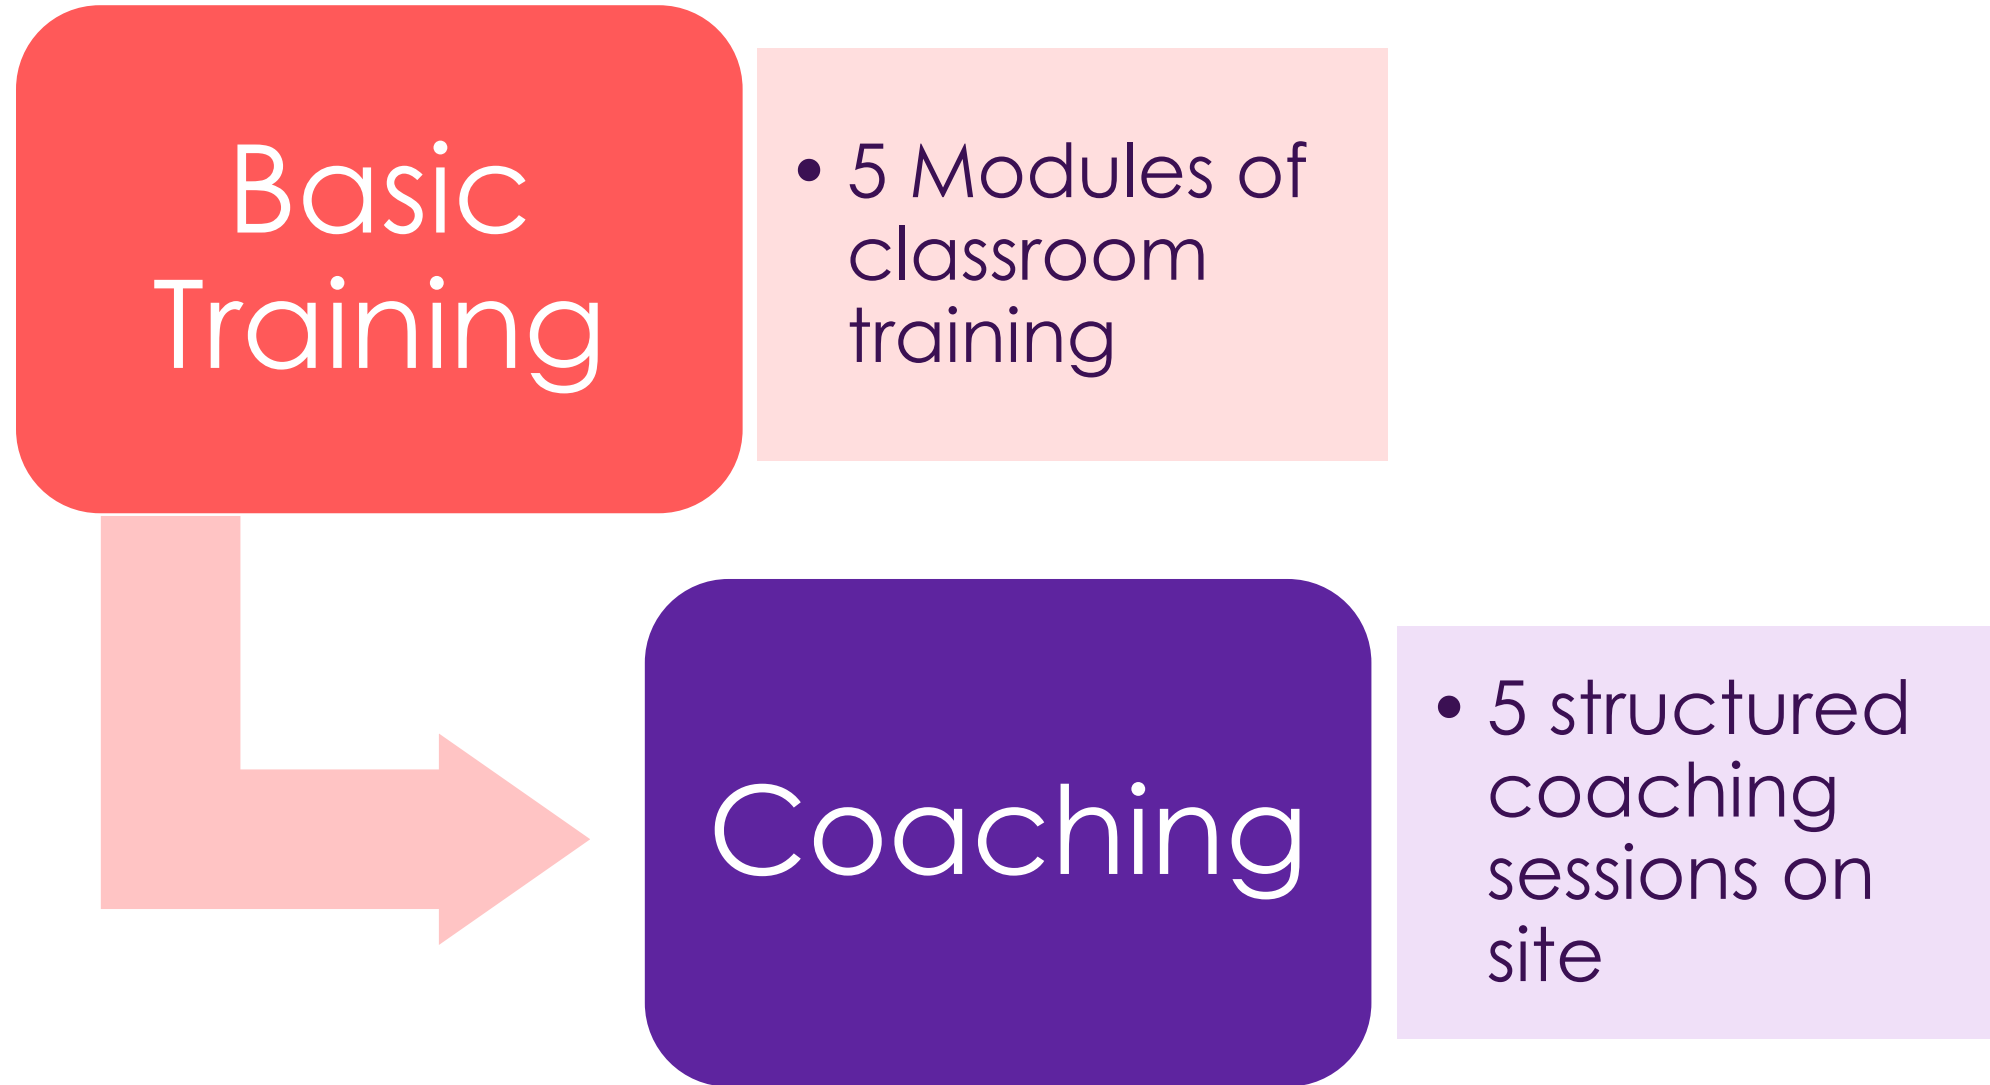 Basic
Training
• 5 Modules of
classroom
training
Coaching
• 5 structured
coaching
sessions on
site